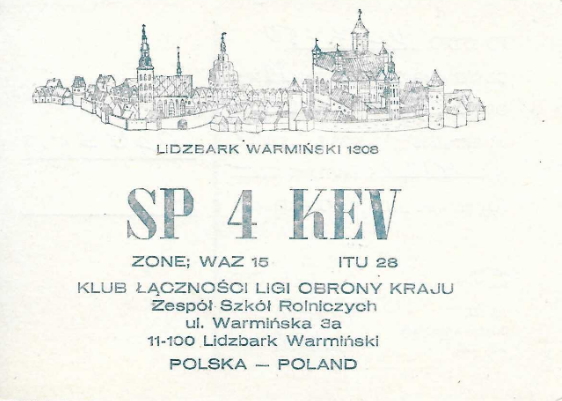 LIDZBARK WARMIŃSKI 1308
SP 4 KEV
ZONE; WAZ 15 ITU 28
KLUB ŁĄCZNOŚCI LIGI OBRONY KRAJU
Zespół Szkół Rolniczych
ul. Warmińska 3a
11-100 Lidzbark Warmiński
POLSKA — POLAND